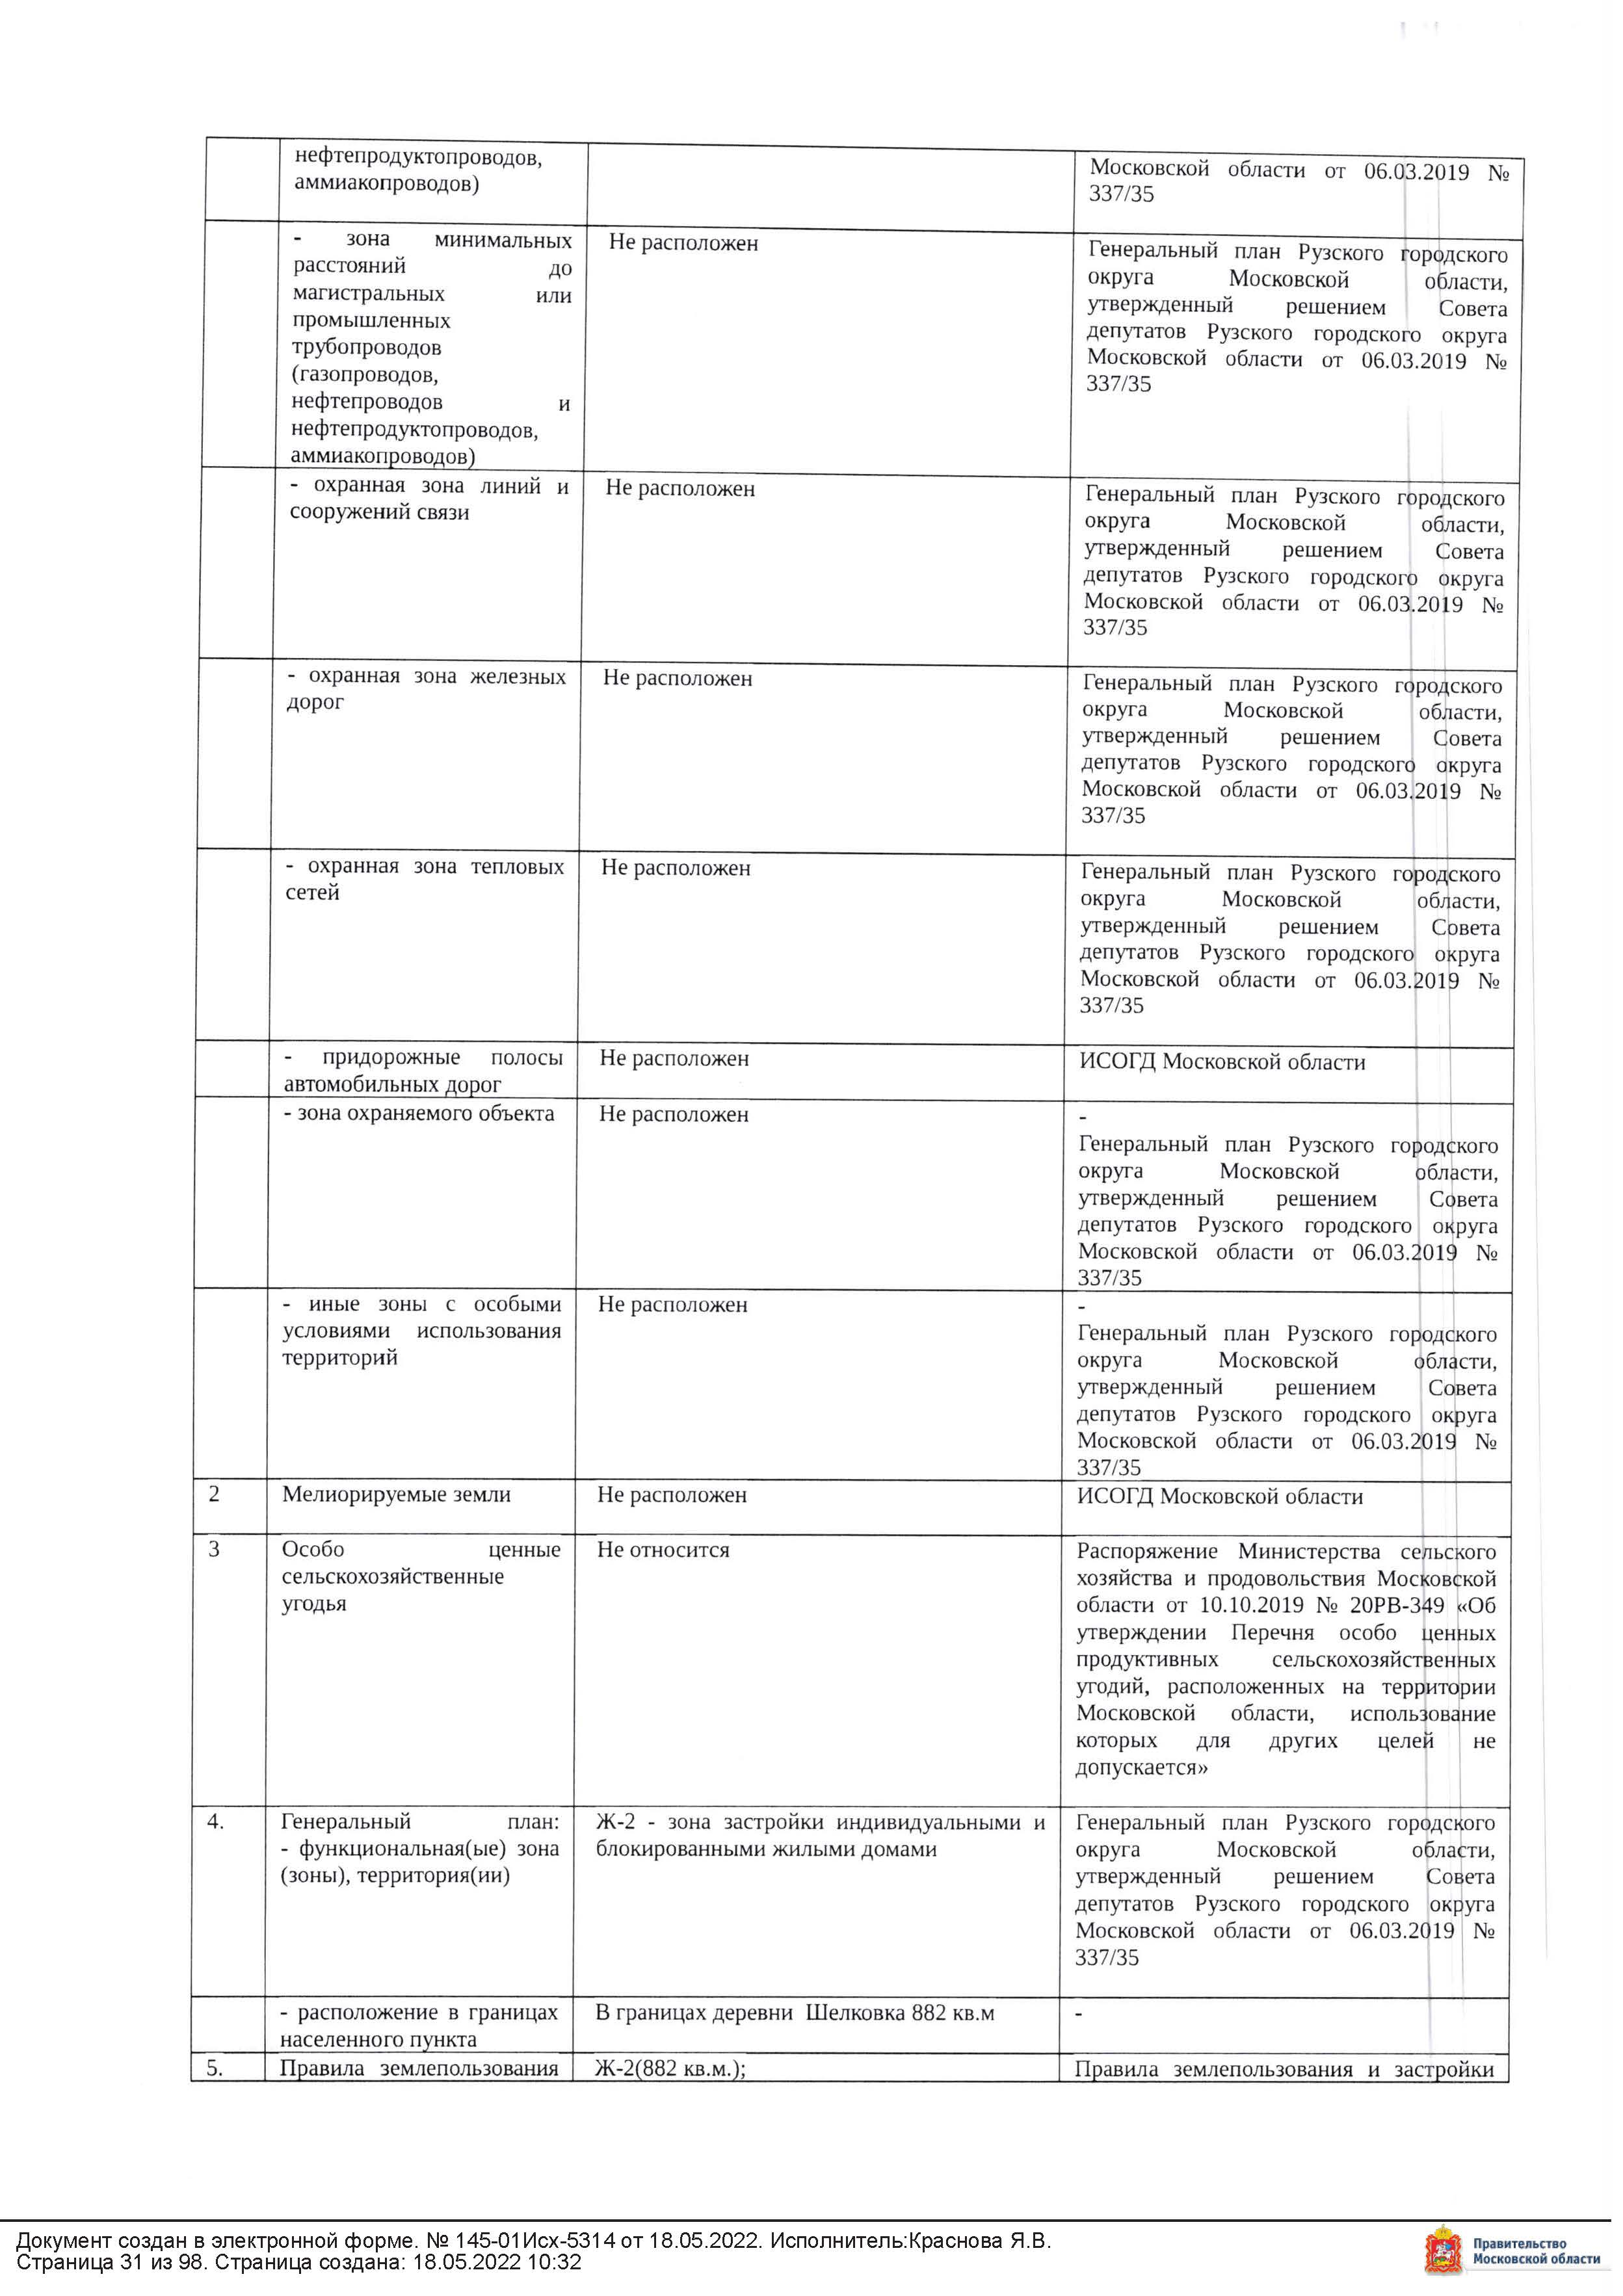 нефтепродуктопроводов,
аммиакопроводов)
Московской области от 06.03.2019 №
337/35
- зона минимальных
расстояний до
магистральных или
промышленных
трубопроводов
(газопроводов,
нефтепроводов и
нефтепродуктопроводов,
аммиакопроводов)
Не расположен
Генеральный план Рузского городского
округа Московской области,
утвержденный решением Совета
депутатов Рузского городского округа
Московской области от 06.03.2019 №
337/35
- охранная зона линий и
сооружений связи
Не расположен
Генеральный план Рузского городского
округа Московской области,
утвержденный решением Совета
депутатов Рузского городского округа
Московской области от 06.03.2019 №
337/35
- охранная зона железных
дорог
Не расположен
Генеральный план Рузского городского
округа Московской области,
утвержденный решением Совета
депутатов Рузского городского округа
Московской области от 06.03.2019 №
337/35
- охранная зона тепловых
сетей
Не расположен
Генеральный план Рузского городского
округа Московской области,
утвержденный решением Совета
депутатов Рузского городского округа
Московской области от 06.03.2019 №
337/35
- придорожные полосы
автомобильных дорог
Не расположен
ИСОГД Московской области
- зона охраняемого объекта
Не расположен
-
Генеральный план Рузского городского
округа Московской области,
утвержденный решением Совета
депутатов Рузского городского округа
Московской области от 06.03.2019 №
337/35
- иные зоны с особыми
условиями использования
территорий
Не расположен
-
Генеральный план Рузского городского
округа Московской области,
утвержденный решением Совета
депутатов Рузского городского округа
Московской области от 06.03.2019 №
337/35
2
Мелиорируемые земли
Не расположен
ИСОГД Московской области
3
Особо ценные
сельскохозяйственные
угодья
Не относится
Распоряжение Министерства сельского
хозяйства и продовольствия Московской
области от 10.10.2019 № 20РВ-349 «Об
утверждении Перечня особо ценных
продуктивных сельскохозяйственных
угодий, расположенных на территории
Московской области, использование
которых для других целей не
допускается»
4.
Генеральный план:
- функциональная(ые) зона
(зоны), территория(ии)
Ж-2 - зона застройки индивидуальными и
блокированными жилыми домами
Генеральный план Рузского городского
округа Московской области,
утвержденный решением Совета
депутатов Рузского городского округа
Московской области от 06.03.2019 №
337/35
- расположение в границах
населенного пункта
В границах деревни Шелковка 882 кв.м
-
5.
Правила землепользования
Ж-2(882 кв.м.);
Правила землепользования и застройки
Документ создан в электронной форме. № 145-01Исх-5314 от 18.05.2022. Исполнитель:Краснова Я.В.
Страница 31 из 98. Страница создана: 18.05.2022 10:32
Правительство
Московской области